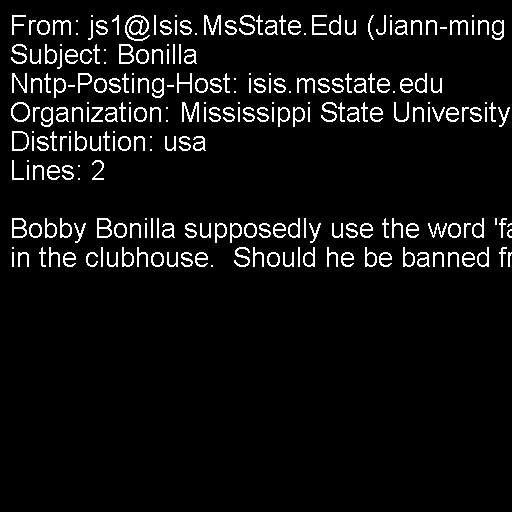 From: js1@Isis.MsState.Edu (Jiann-ming
Subject: Bonilla
Nntp-Posting-Host: isis.msstate.edu
Organization: Mississippi State University
Distribution: usa
Lines: 2

Bobby Bonilla supposedly use the word 'fa
in the clubhouse.  Should he be banned fr